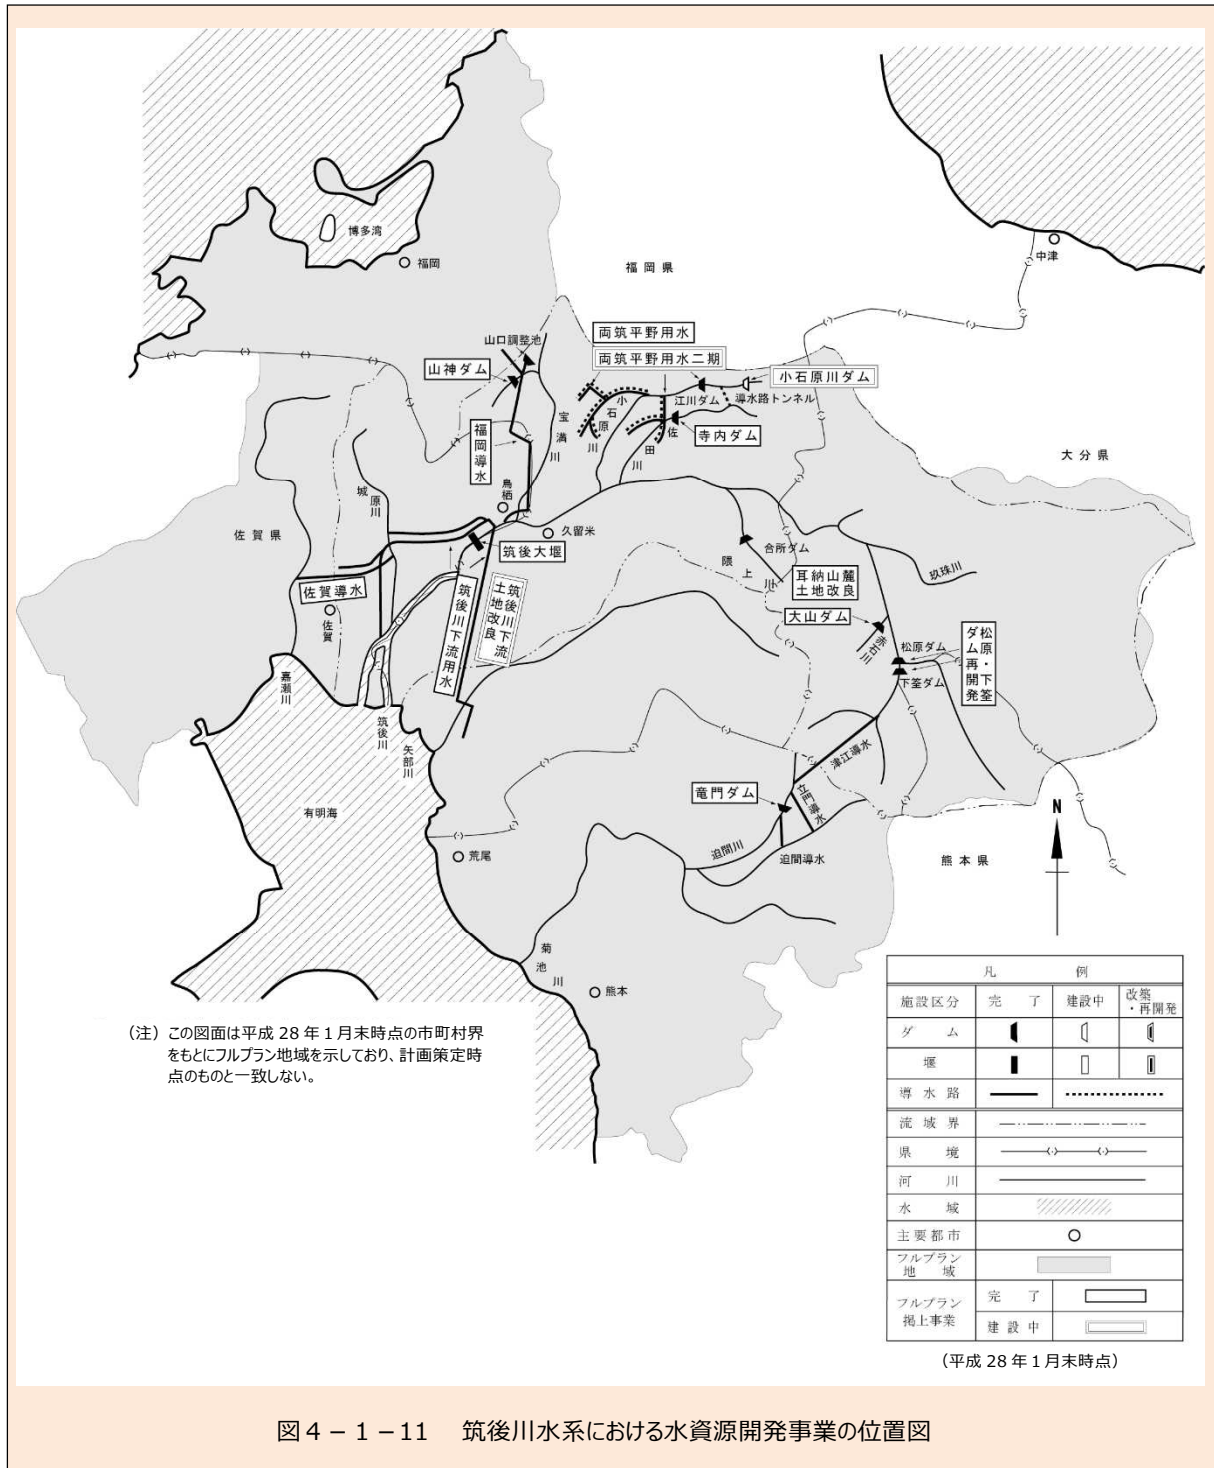 博多湾
福岡
福岡県
中津
山口調整池
山神ダム
両筑平野用水
両筑平野用水二期
小石原川ダム
江川ダム
導水路トンネル
寺内ダム
小石原川
佐田川
宝満川
福岡導水
鳥栖
大分県
城原川
佐賀県
久留米
筑後大堰
合所ダム
隈上川
耳納山麓
土地改良
玖珠川
佐賀導水
佐賀
筑後川下流用水
筑後川下流
土地改良
大山ダム
赤石川
松原ダム
下筌ダム
松原・下筌
ダム再開発
嘉瀬川
筑後川
矢部川
有明海
津江導水
立門導水
竜門ダム
迫間川
迫間導水
荒尾
熊本県
N
菊池川
熊本
(注) この図面は平成 28 年 1 月末時点の市町村界
をもとにフルプラン地域を示しており、計画策定時
点のものと一致しない。
凡 例
施設区分 完 了 建設中 改築・再開発
ダ ム
堰
導水路
流域界
県 境
河 川
水 域
主要都市
フルプラン
地 域
フルプラン
掲上事業
完 了
建設中
(平成 28 年 1 月末時点)
図4-1-11 筑後川水系における水資源開発事業の位置図